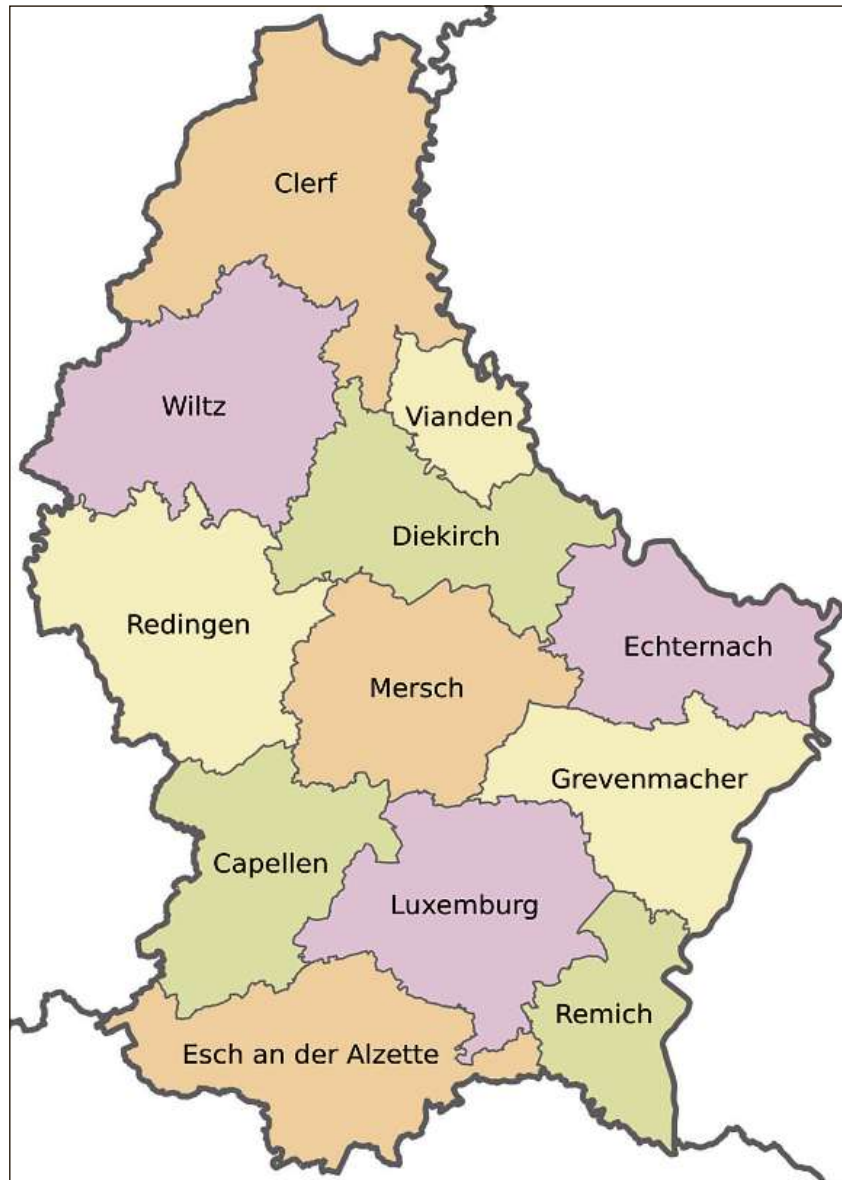 Clerf
Wiltz
Vianden
Diekirch
Redingen
Echternach
Mersch
Grevenmacher
Capellen
Luxemburg
Remich
Esch an der Alzette